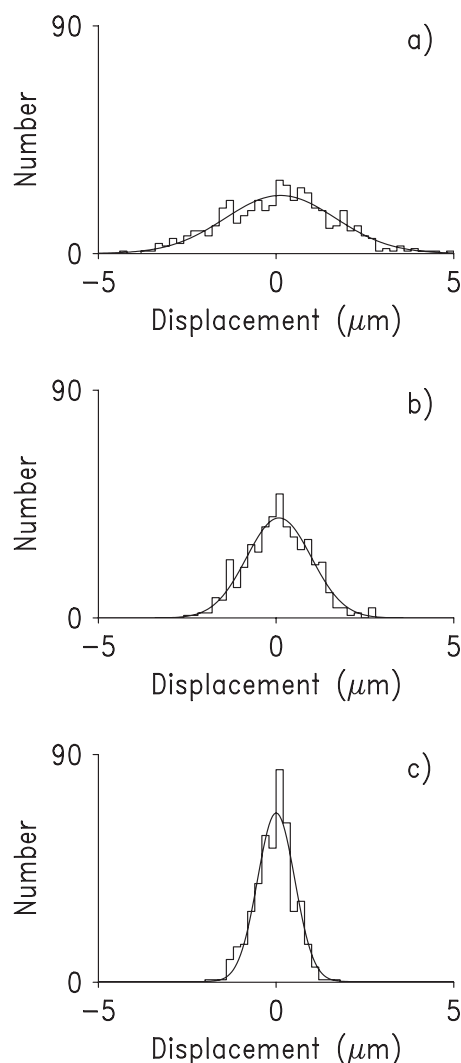 90
a)
Number
0
−5 0 5
Displacement (μm)
90
b)
Number
0
−5 0 5
Displacement (μm)
90
c)
Number
0
−5 0 5
Displacement (μm)